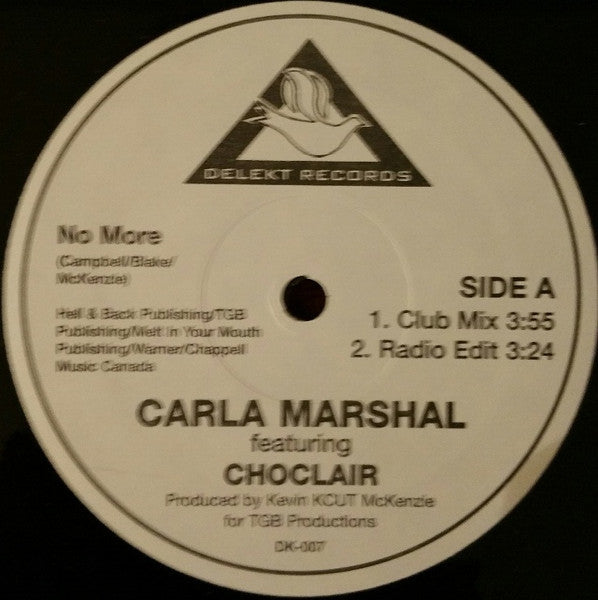 DELEKT RECORDS
No More
(Campbell/Blake/
McKenzie)
Hell & Back Publishing/TGB
Publishing/Melt In Your Mouth
Publishing/Warner/Chappell
Music Canada
SIDE A
1. Club Mix 3:55
2. Radio Edit 3:24
CARLA MARSHAL
featuring
CHOCLAIR
Produced by Kevin KCUT McKenzie
for TGB Productions
DK-007